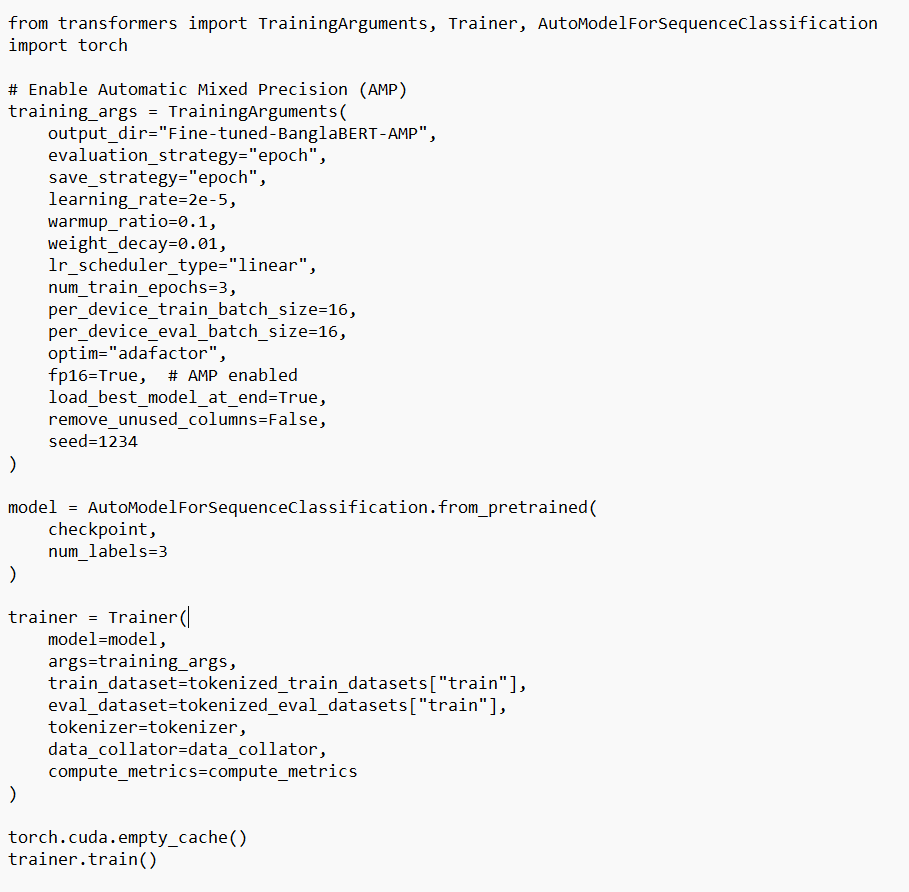 from transformers import TrainingArguments, Trainer, AutoModelForSequenceClassification
import torch

# Enable Automatic Mixed Precision (AMP)
training_args = TrainingArguments(
    output_dir="Fine-tuned-BanglaBERT-AMP",
    evaluation_strategy="epoch",
    save_strategy="epoch",
    learning_rate=2e-5,
    warmup_ratio=0.1,
    weight_decay=0.01,
    lr_scheduler_type="linear",
    num_train_epochs=3,
    per_device_train_batch_size=16,
    per_device_eval_batch_size=16,
    optim="adafactor",
    fp16=True,  # AMP enabled
    load_best_model_at_end=True,
    remove_unused_columns=False,
    seed=1234
)

model = AutoModelForSequenceClassification.from_pretrained(
    checkpoint,
    num_labels=3
)

trainer = Trainer(
    model=model,
    args=training_args,
    train_dataset=tokenized_train_datasets["train"],
    eval_dataset=tokenized_eval_datasets["train"],
    tokenizer=tokenizer,
    data_collator=data_collator,
    compute_metrics=compute_metrics
)

torch.cuda.empty_cache()
trainer.train()